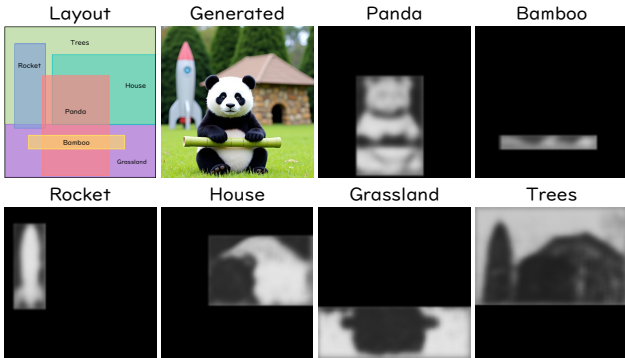 Layout
Generated
Panda
Bamboo
Trees
Rocket
House
Panda
Bamboo
Grassland
Rocket
House
Grassland
Trees